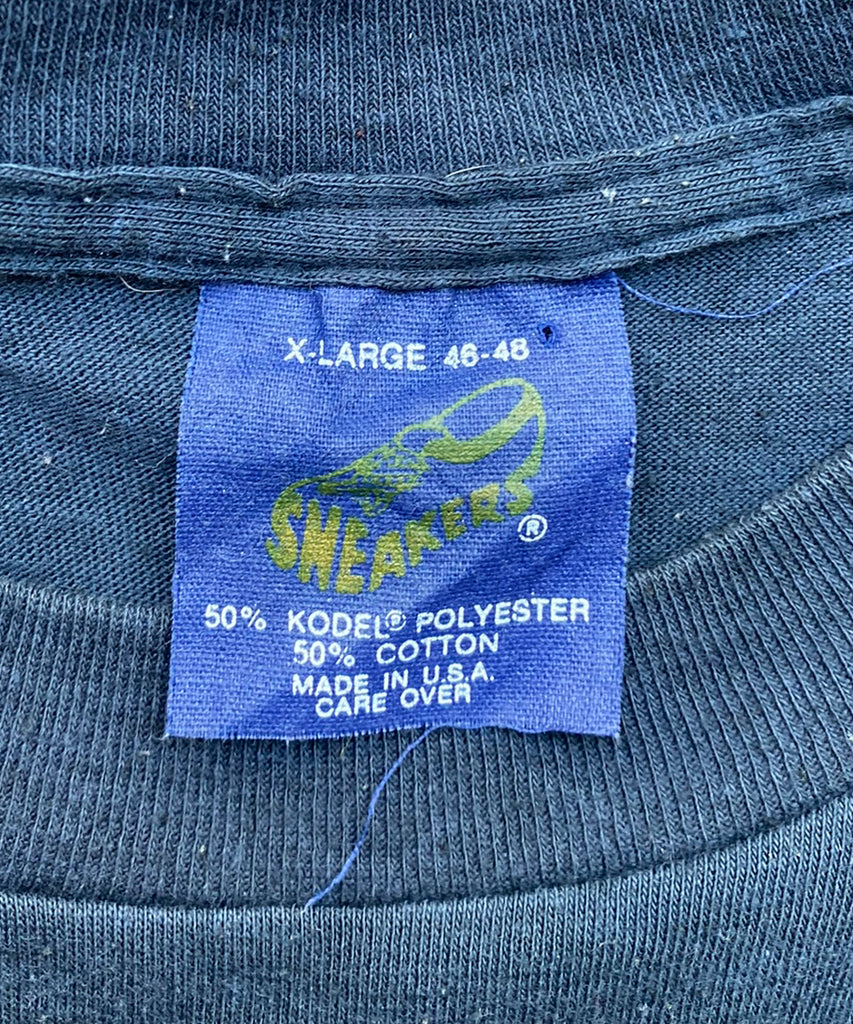 X-LARGE 46-48
SNEAKERS®
50% KODEL® POLYESTER
50% COTTON
MADE IN U.S.A.
CARE OVER